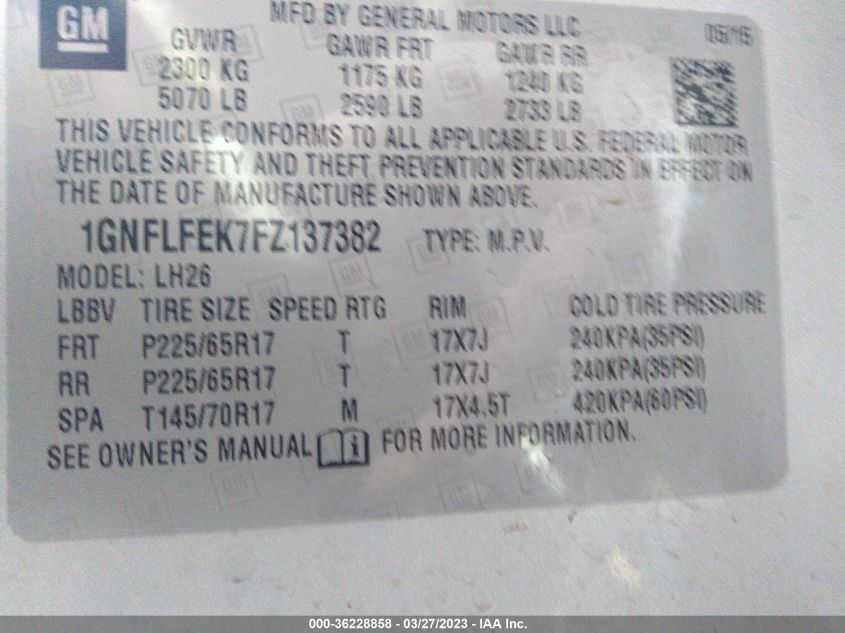 GM
MFD BY GENERAL MOTORS LLC
05/15
GVWR GAWR FRT GAWR RR
2300 KG 1175 KG 1240 KG
5070 LB 2590 LB 2733 LB
THIS VEHICLE CONFORMS TO ALL APPLICABLE U.S. FEDERAL MOTOR
VEHICLE SAFETY AND THEFT PREVENTION STANDARDS IN EFFECT ON
THE DATE OF MANUFACTURE SHOWN ABOVE.
1GNFLFEK7FZ137382 TYPE: M.P.V.
MODEL: LH26
LBBV TIRE SIZE SPEED RTG RIM COLD TIRE PRESSURE
FRT P225/65R17 T 17X7J 240KPA(35PSI)
RR P225/65R17 T 17X7J 240KPA(35PSI)
SPA T145/70R17 M 17X4.5T 420KPA(60PSI)
SEE OWNER'S MANUAL i FOR MORE INFORMATION.
000-36228858 - 03/27/2023 - IAA Inc.